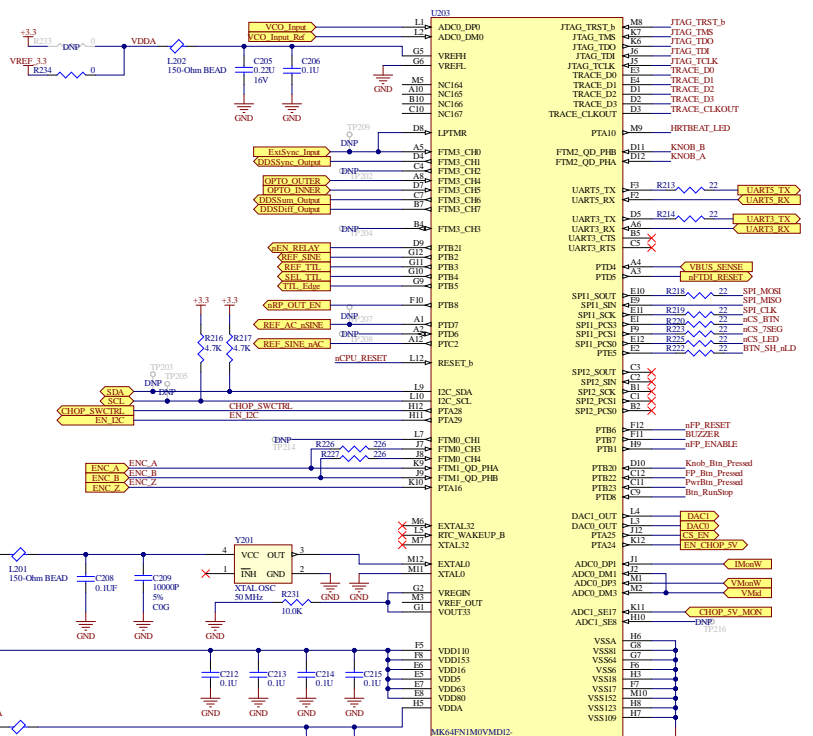 U203
VCO_Input L1 ADC0_DP0 JTAG_TRST_b M8 JTAG_TRST_b
VCO_Input_Ref L2 ADC0_DM0 JTAG_TMS K7 JTAG_TMS
+3.3 R233 DNP 0 VDDA JTAG_TDO K6 JTAG_TDO
G5 VREFH JTAG_TDI J6 JTAG_TDI
VREF_3.3 R234 0 L202 150-Ohm BEAD C205 0.22U 16V C206 0.1U G6 VREFL JTAG_TCLK J5 JTAG_TCLK
GND
TRACE_D0 E3 TRACE_D0
M5 NC164 TRACE_D1 E4 TRACE_D1
A10 NC165 TRACE_D2 D1 TRACE_D2
B10 NC166 TRACE_D3 D2 TRACE_D3
C10 NC167 TRACE_CLKOUT D3 TRACE_CLKOUT
GND GND
TP209 DNP D8 LPTMR PTA10 M9 HRTBEAT_LED
ExtSync_Input A5 FTM3_CH0 FTM2_QD_PHB D11 KNOB_B
DDSSync_Output D4 FTM3_CH1 FTM2_QD_PHA D12 KNOB_A
DNP TP202 C4 FTM3_CH2
OPTO_OUTER A8 FTM3_CH4
OPTO_INNER D7 FTM3_CH5 UART5_TX F3 R213 22 UART5_TX
DDSSum_Output C7 FTM3_CH6 UART5_RX F2 UART5_RX
DDSDiff_Output B7 FTM3_CH7
UART3_TX D5 R214 22 UART3_TX
DNP TP204 B4 FTM3_CH3 UART3_RX A6 UART3_RX
UART3_CTS B5
nEN_RELAY D9 PTB21 UART3_RTS C5
REF_SINE G12 PTB2
REF_TTL G11 PTB3 PTD4 A4 VBUS_SENSE
SEL_TTL G10 PTB4 PTD5 A3 nFTDI_RESET
TTL_Edge G9 PTB5
SPI1_SOUT E10 R218 22 SPI_MOSI
nRP_OUT_EN F10 PTB8 SPI1_SIN E9 SPI_MISO
SPI1_SCK E11 R219 22 SPI_CLK
REF_AC_nSINE DNP TP207 A1 PTD7 SPI1_PCS3 E1 R220 22 nCS_BTN
DNP TP208 A2 PTD6 SPI1_PCS1 F9 R223 22 nCS_7SEG
REF_SINE_nAC A12 PTC2 SPI1_PCS0 E12 R225 22 nCS_LED
PTE5 E2 R222 22 BTN_SH_nLD
+3.3 +3.3 R216 4.7K R217 4.7K
nCPU_RESET L12 RESET_b
SPI2_SOUT C3
TP203 DNP TP205 DNP SPI2_SIN C2
SDA L9 I2C_SDA SPI2_SCK B1
SCL L10 I2C_SCL SPI2_PCS1 C1
CHOP_SWCTRL CHOP_SWCTRL H12 PTA28 SPI2_PCS0 B2
EN_I2C EN_I2C H11 PTA29
PTB6 F12 nFP_RESET
DNP TP214 L7 FTM0_CH1 PTB7 F11 BUZZER
R226 226 J7 FTM0_CH3 PTB1 H9 nFP_ENABLE
R227 226 J8 FTM0_CH4
ENC_A ENC_A K9 FTM1_QD_PHA PTB20 D10 Knob_Btn_Pressed
ENC_B ENC_B J9 FTM1_QD_PHB PTB22 C12 FP_Btn_Pressed
ENC_Z ENC_Z K10 PTA16 PTB23 C11 PwrBtn_Pressed
PTD8 C9 Btn_RunStop
DAC1_OUT L4 DAC1
M6 EXTAL32 DAC0_OUT L3 DAC0
L5 RTC_WAKEUP_B PTA25 J12 CS_EN
M7 XTAL32 PTA24 K12 EN_CHOP_5V
Y201
4 VCC OUT 3 M12 EXTAL0 ADC0_DP1 J1 IMonW
L201 150-Ohm BEAD 1 INH GND 2 M11 XTAL0 ADC0_DM1 J2
C208 0.1UF C209 10000P 5% C0G XTAL OSC 50 MHz GND GND ADC0_DP3 M1 VMonW
R231 10.0K G2 VREGIN ADC0_DM3 M2 VMid
M3 VREF_OUT
GND GND GND G1 VOUT33 ADC1_SE17 K11 CHOP_5V_MON
ADC1_SE8 H10 DNP TP216
VSSA H6
F5 VDD110 VSS81 G8
F8 VDD153 VSS64 G7
C212 0.1U C213 0.1U C214 0.1U C215 0.1U E6 VDD16 VSS6 F6
E5 VDD5 VSS18 H3
E7 VDD63 VSS17 F7
E8 VDD80 VSS152 M10
GND GND GND GND H5 VDDA VSS123 H8
VSS109 H7
MK64FN1M0VMD12-